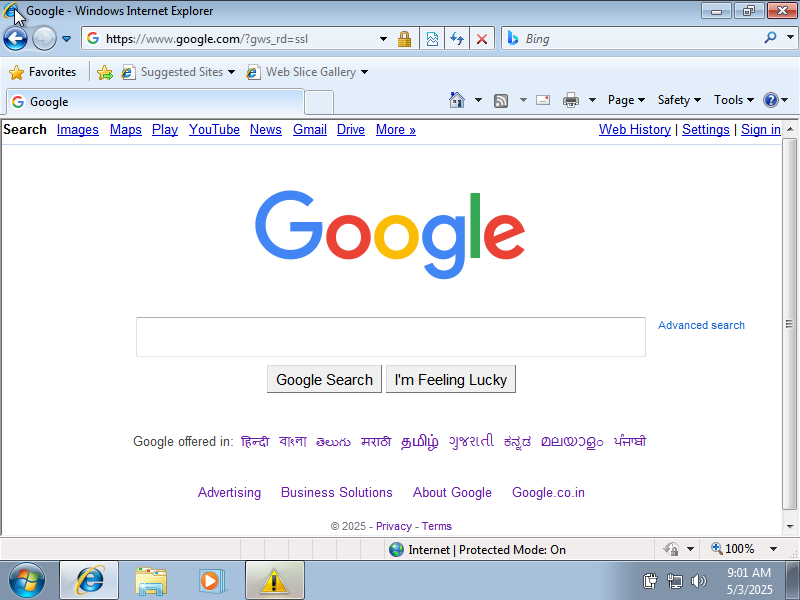 Google - Windows Internet Explorer
https://www.google.com/?gws_rd=ssl
Bing
Favorites Suggested Sites Web Slice Gallery
Google
Page Safety Tools
Search Images Maps Play YouTube News Gmail Drive More »
Web History | Settings | Sign in
Google
Advanced search
Google Search I'm Feeling Lucky
Google offered in: हिन्दी বাংলা తెలుగు मराठी தமிழ் ગુજરાતી ಕನ್ನಡ മലയാളം ਪੰਜਾਬੀ
Advertising Business Solutions About Google Google.co.in
© 2025 - Privacy - Terms
Internet | Protected Mode: On
100%
9:01 AM
5/3/2025